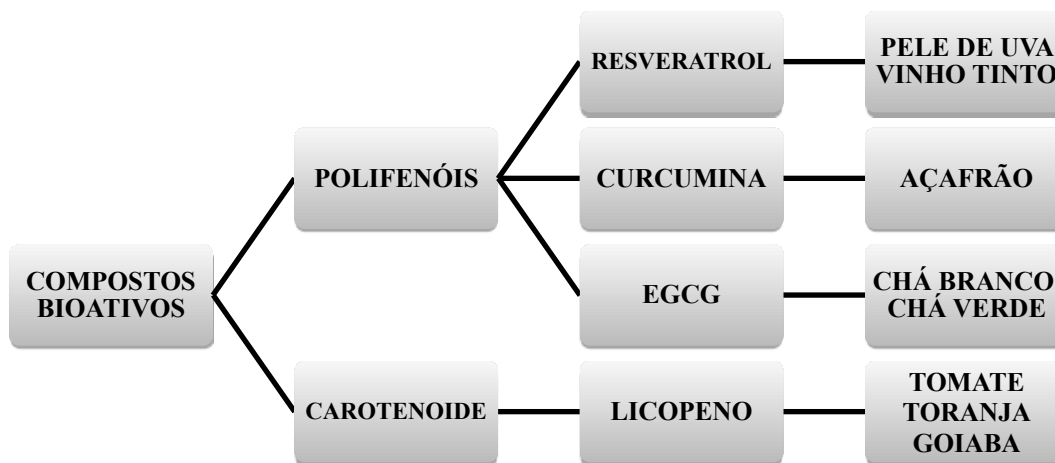 RESVERATROL
PELE DE UVA
VINHO TINTO
POLIFENÓIS
CURCUMINA
AÇAFRÃO
COMPOSTOS
BIOATIVOS
EGCG
CHÁ BRANCO
CHÁ VERDE
CAROTENOIDE
LICOPENO
TOMATE
TORANJA
GOIABA